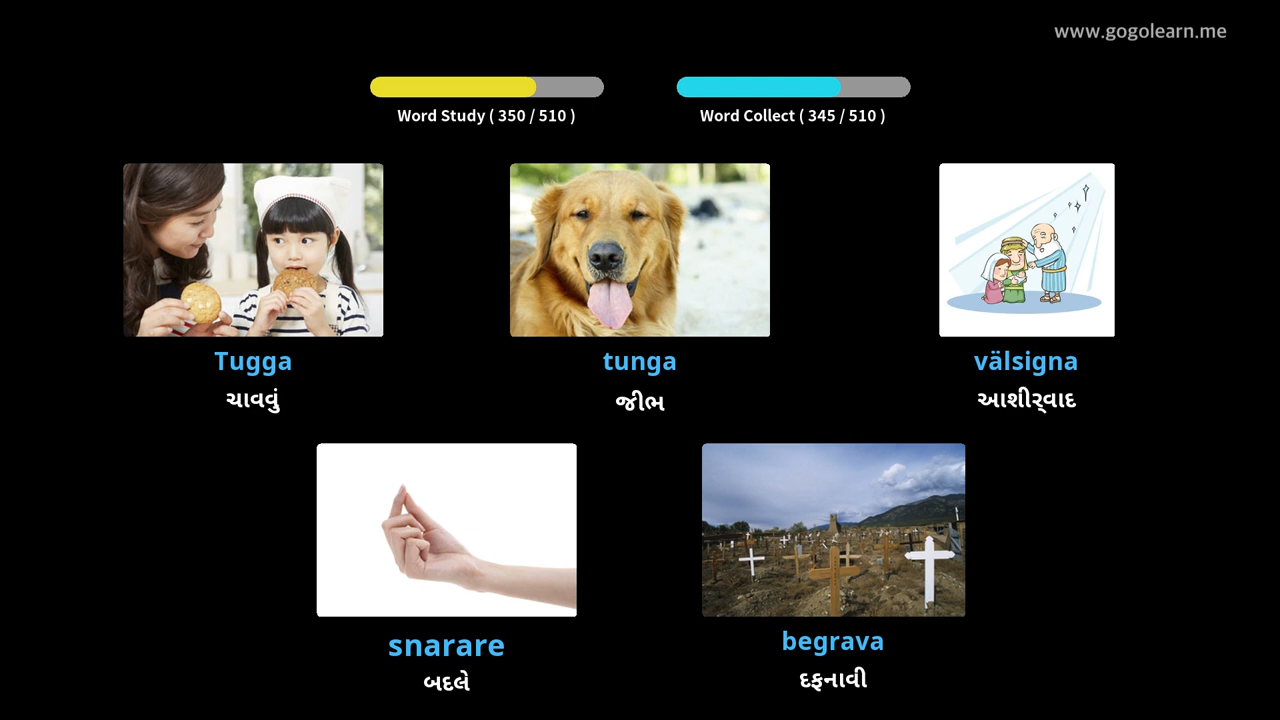 www.gogolearn.me
Word Study ( 350 / 510 )
Word Collect ( 345 / 510 )
Tugga
ચાવવું
tunga
જીભ
välsigna
આશીર્વાદ
snarare
બદલે
begrava
દફનાવી